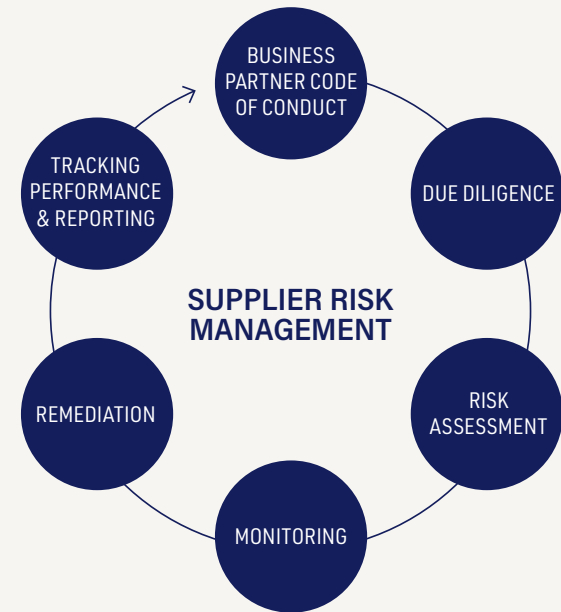 BUSINESS
PARTNER CODE
OF CONDUCT
DUE DILIGENCE
RISK
ASSESSMENT
MONITORING
REMEDIATION
TRACKING
PERFORMANCE
& REPORTING
SUPPLIER RISK
MANAGEMENT